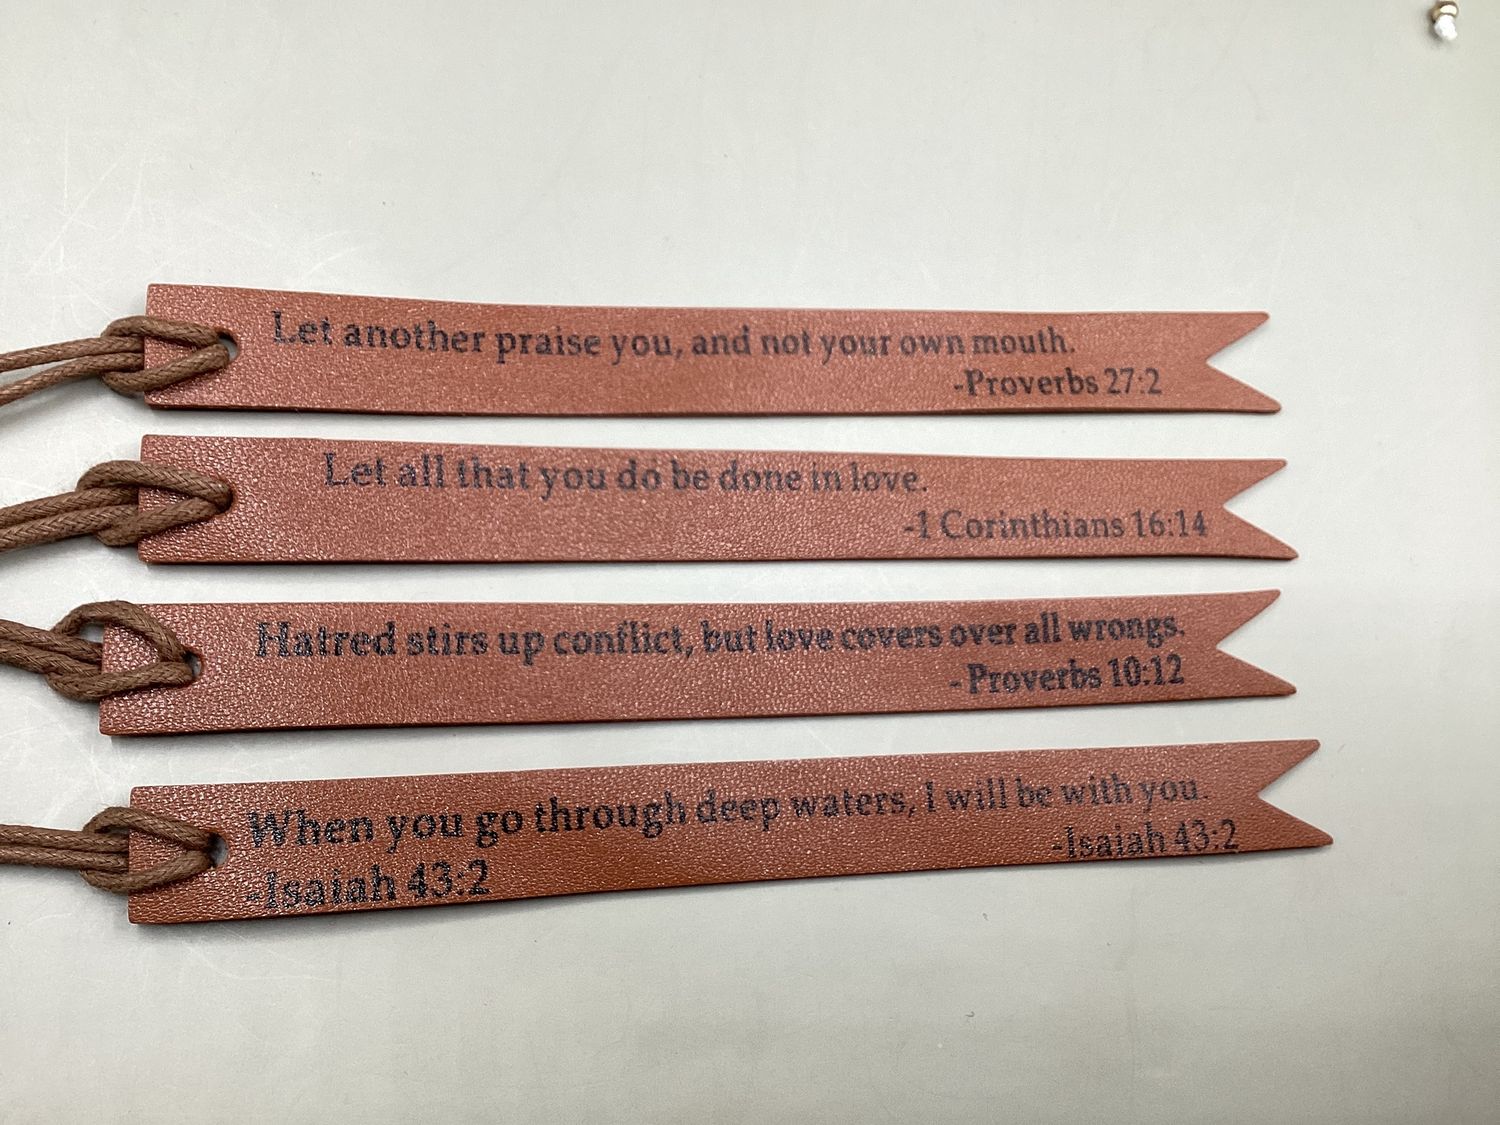 Let another praise you, and not your own mouth.
-Proverbs 27:2
Let all that you do be done in love.
-1 Corinthians 16:14
Hatred stirs up conflict, but love covers over all wrongs.
- Proverbs 10:12
When you go through deep waters, I will be with you.
-Isaiah 43:2 -Isaiah 43:2